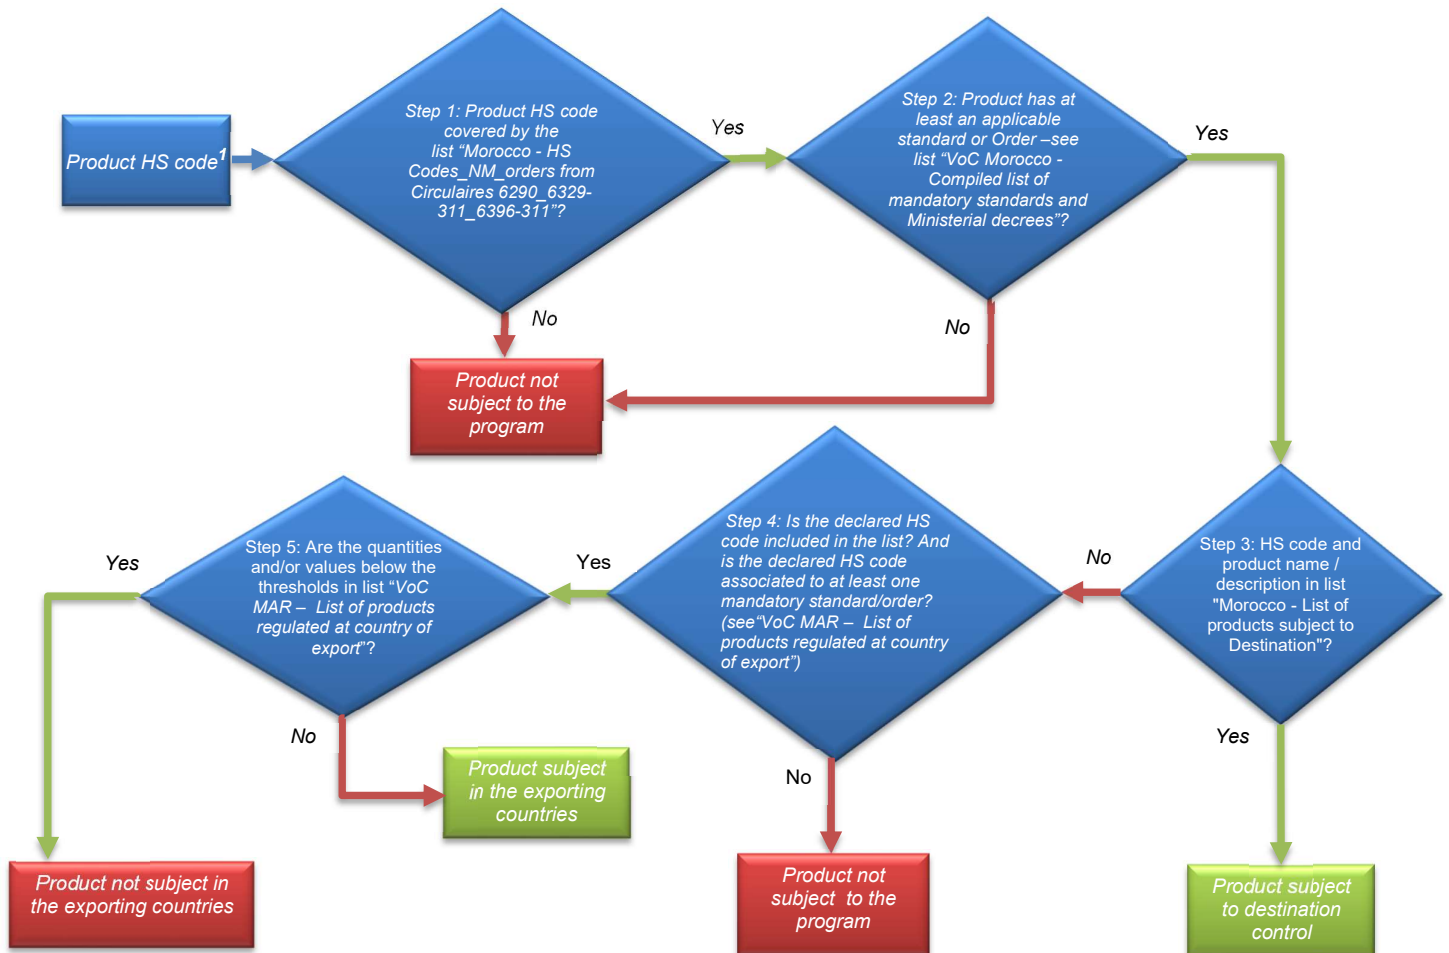 Product HS code1
Step 1: Product HS code
covered by the
list “Morocco - HS
Codes_NM_orders from
Circulaires 6290_6329-
311_6396-311”?
Yes
Step 2: Product has at
least an applicable
standard or Order –see
list “VoC Morocco -
Compiled list of
mandatory standards and
Ministerial decrees”?
Yes
No
No
Product not
subject to the
program
Step 3: HS code and
product name /
description in list
"Morocco - List of
products subject to
Destination"?
No
Yes
Step 4: Is the declared HS
code included in the list? And
is the declared HS code
associated to at least one
mandatory standard/order?
(see“VoC MAR – List of
products regulated at country
of export”)
Yes
No
Step 5: Are the quantities
and/or values below the
thresholds in list “VoC
MAR – List of products
regulated at country of
export”?
Yes
No
Product subject
in the exporting
countries
Product not subject in
the exporting countries
Product not
subject to the
program
Product subject
to destination
control